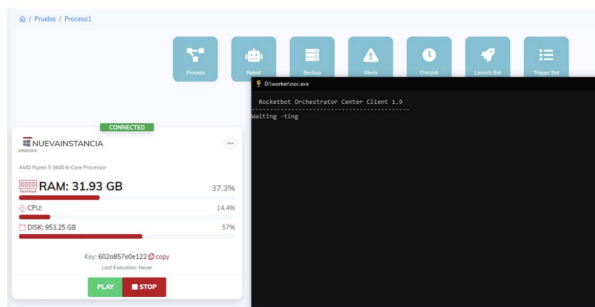 / Prueba / Proceso1
Process
Robot
Backup
Alerts
Cronjob
Launch Bot
Trigger Bot
D:\worker\noc.exe
Rocketbot Orchestrator Center Client 1.9
-----------------------------------------
Waiting -ting
CONNECTED
NUEVAINSTANCIA
WINDOWS
AMD Ryzen 5 3600 6-Core Processor
RAM: 31.93 GB
37.3%
CPU:
14.4%
DISK: 953.25 GB
57%
Key: 602a857e0e122 copy
Last Execution: Never
PLAY
STOP